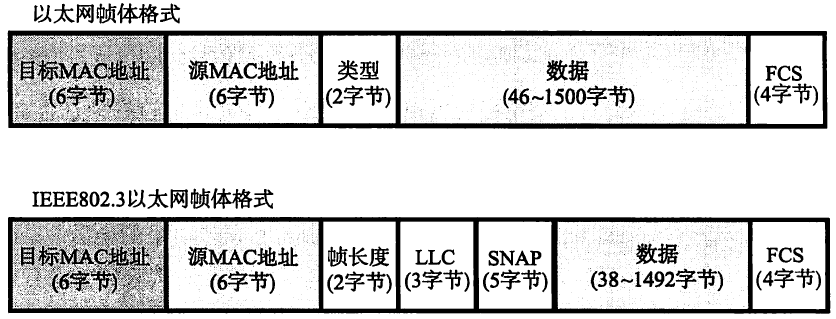 以太网帧体格式
目标MAC地址 源MAC地址 类型 数据 FCS
(6字节) (6字节) (2字节) (46~1500字节) (4字节)
IEEE802.3以太网帧体格式
目标MAC地址 源MAC地址 帧长度 LLC SNAP 数据 FCS
(6字节) (6字节) (2字节) (3字节) (5字节) (38~1492字节) (4字节)